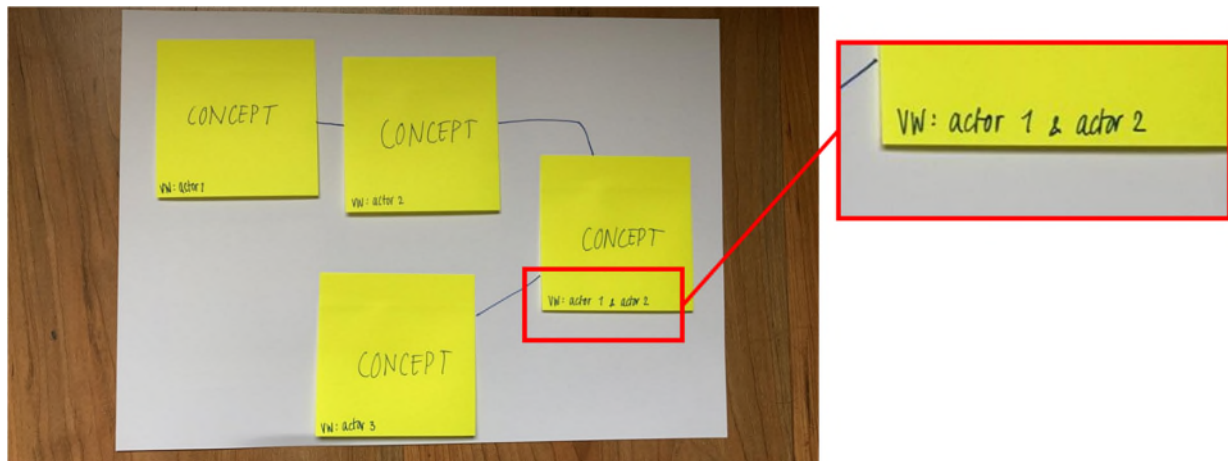 CONCEPT
VW: actor 1
CONCEPT
VW: actor 2
CONCEPT
VW: actor 1 & actor 2
CONCEPT
VW: actor 3
VW: actor 1 & actor 2